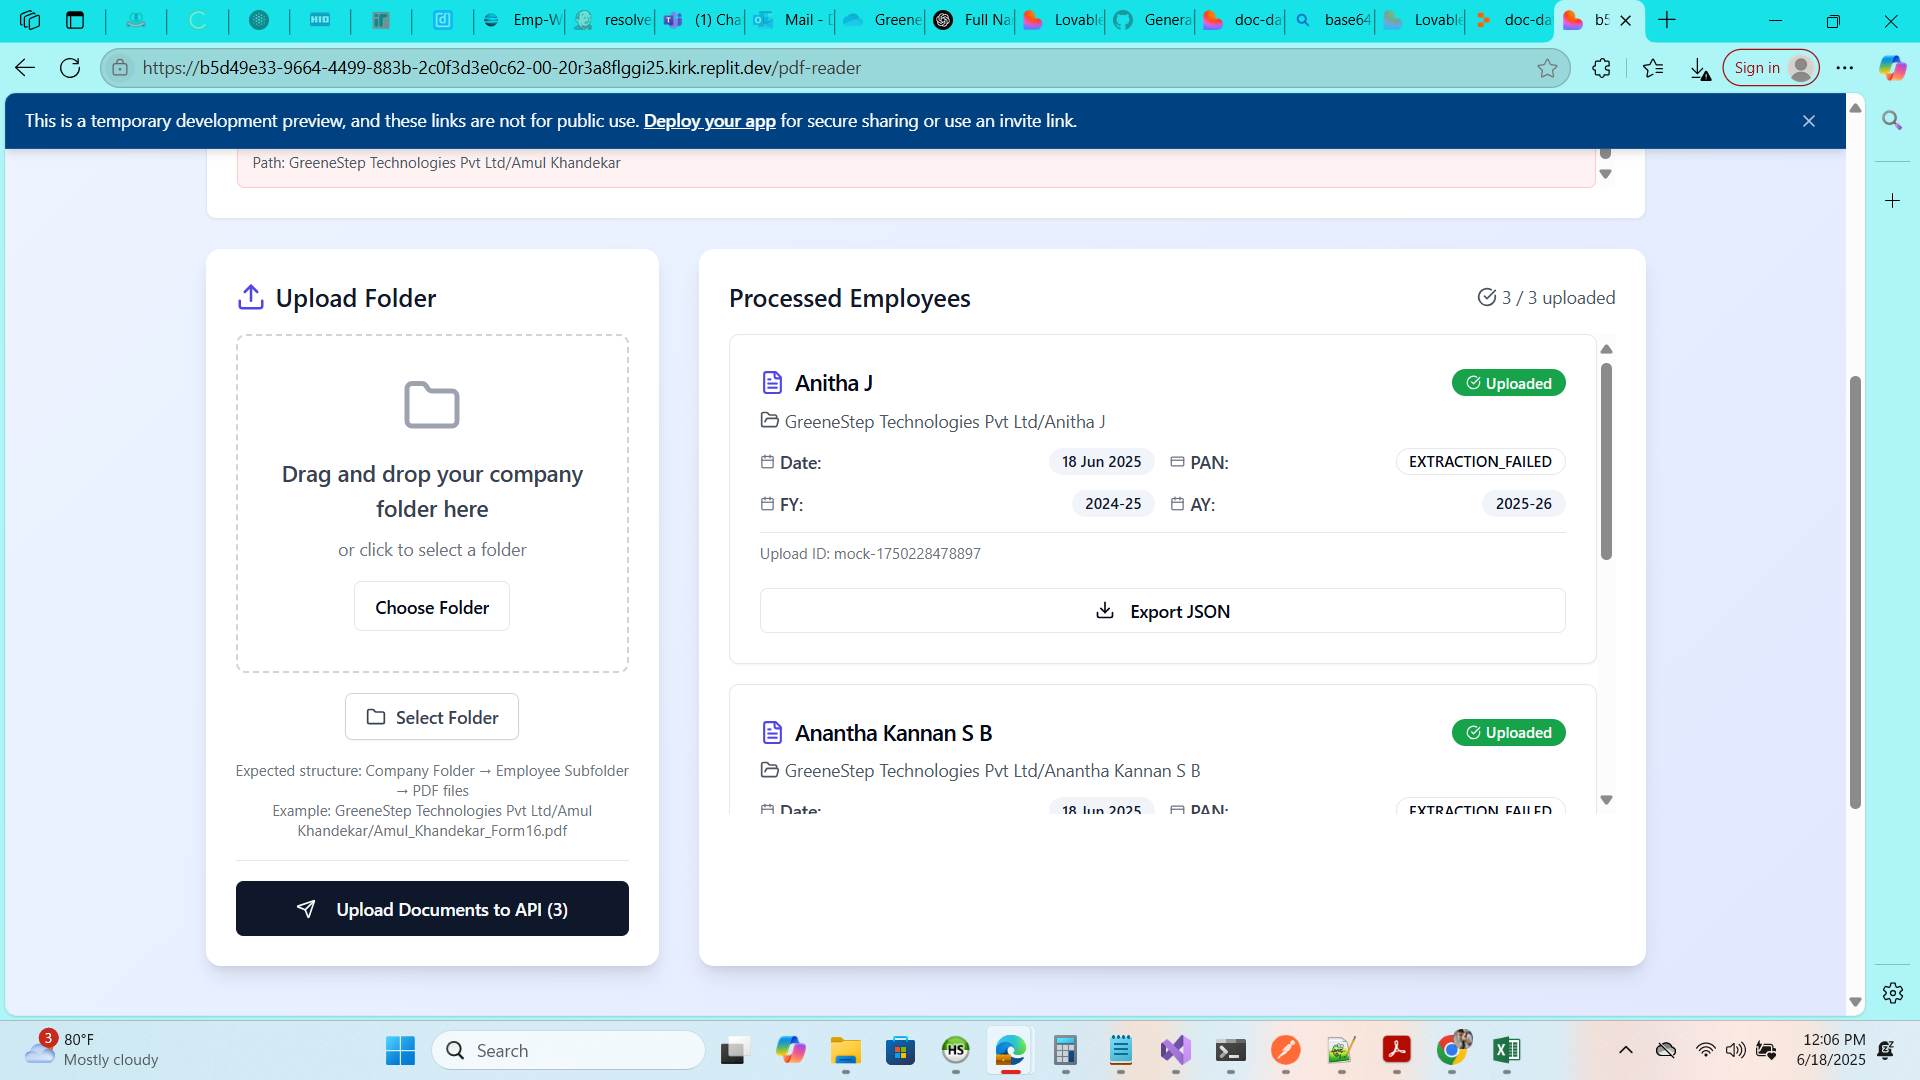 Emp-W
resolve
(1) Cha
Mail - D
Greene
Full Na
Lovable
Genera
doc-da
base64
Lovable
doc-da
b5
https://b5d49e33-9664-4499-883b-2c0f3d3e0c62-00-20r3a8flggi25.kirk.replit.dev/pdf-reader
Sign in
This is a temporary development preview, and these links are not for public use. Deploy your app for secure sharing or use an invite link.
Path: GreeneStep Technologies Pvt Ltd/Amul Khandekar
Upload Folder
Drag and drop your company
folder here
or click to select a folder
Choose Folder
Select Folder
Expected structure: Company Folder → Employee Subfolder
→ PDF files
Example: GreeneStep Technologies Pvt Ltd/Amul
Khandekar/Amul_Khandekar_Form16.pdf
Upload Documents to API (3)
Processed Employees
3 / 3 uploaded
Anitha J
Uploaded
GreeneStep Technologies Pvt Ltd/Anitha J
Date: 18 Jun 2025 PAN: EXTRACTION_FAILED
FY: 2024-25 AY: 2025-26
Upload ID: mock-1750228478897
Export JSON
Anantha Kannan S B
Uploaded
GreeneStep Technologies Pvt Ltd/Anantha Kannan S B
Date: 18 Jun 2025 PAN: EXTRACTION_FAILED
3
80°F
Mostly cloudy
Search
HS
12:06 PM
6/18/2025